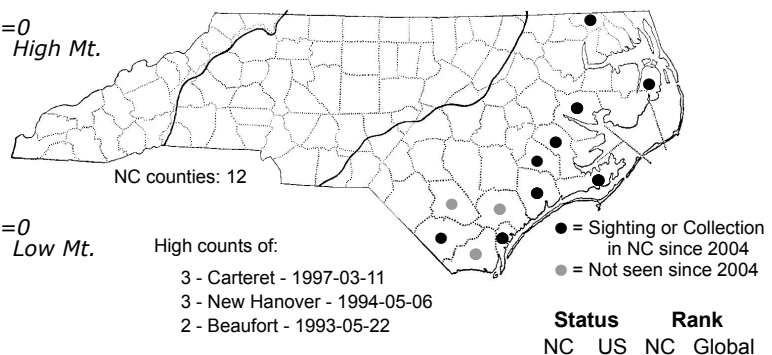 =0
High Mt.
NC counties: 12
=0
Low Mt.
High counts of:
3 - Carteret - 1997-03-11
3 - New Hanover - 1994-05-06
2 - Beaufort - 1993-05-22
● = Sighting or Collection
in NC since 2004
● = Not seen since 2004
Status Rank
NC US NC Global